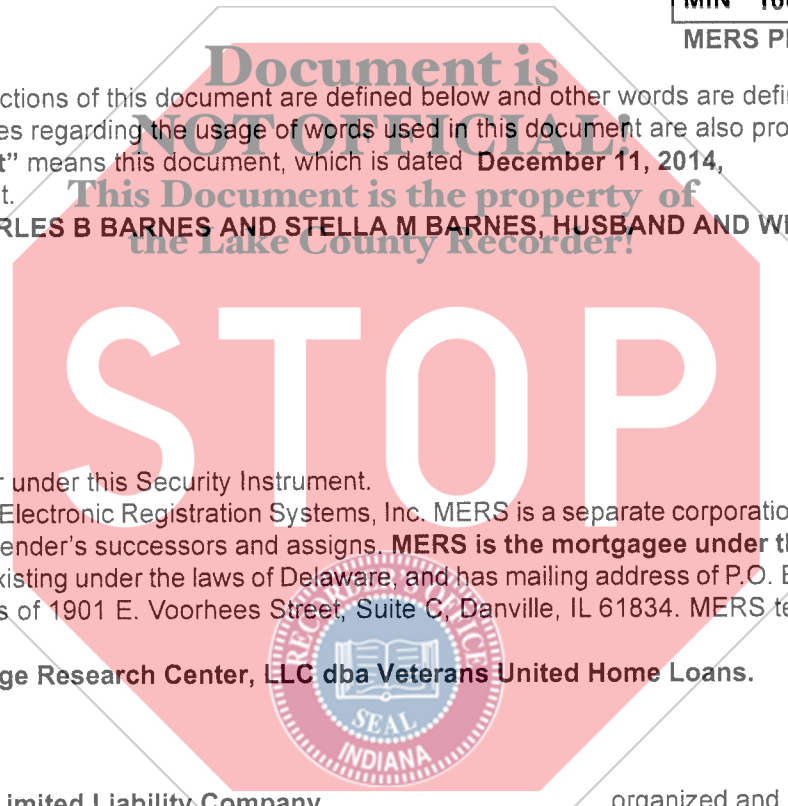 MIN
MERS
Document is
ctions of this document are defined below and other words are defi
NOT OFFICIAL!
es regarding the usage of words used in this document are also pro
t” means this document, which is dated December 11, 2014,
This Document is the property of
t.
RLES B BARNES AND STELLA M BARNES, HUSBAND AND
the Lake County Recorder!
STOP
r under this Security Instrument.
Electronic Registration Systems, Inc. MERS is a separate corporatio
ender’s successors and assigns. MERS is the mortgagee under th
xisting under the laws of Delaware, and has mailing address of P.O.
s of 1901 E. Voorhees Street, Suite C, Danville, IL 61834. MERS te
RECORDER'S OFFICE
ge Research Center, LLC dba Veterans United Home Loans.
SEAL
INDIANA
imited Liability Company
organized and